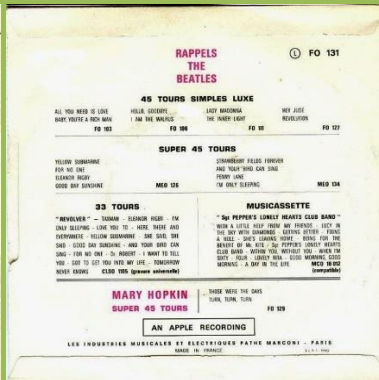 RAPPELS
THE
BEATLES
Ⓛ FO 131
45 TOURS SIMPLES LUXE
ALL YOU NEED IS LOVE
BABY, YOU'RE A RICH MAN
FO 103
HELLO, GOODBYE
I AM THE WALRUS
FO 106
LADY MADONNA
THE INNER LIGHT
FO 111
HEY JUDE
REVOLUTION
FO 127
SUPER 45 TOURS
YELLOW SUBMARINE
FOR NO ONE
ELEANOR RIGBY
GOOD DAY SUNSHINE
MEO 126
STRAWBERRY FIELDS FOREVER
AND YOUR BIRD CAN SING
PENNY LANE
I'M ONLY SLEEPING
MEO 134
33 TOURS
"REVOLVER" — TAXMAN - ELEANOR RIGBY - I'M
ONLY SLEEPING - LOVE YOU TO - HERE, THERE AND
EVERYWHERE - YELLOW SUBMARINE - SHE SAID, SHE
SAID - GOOD DAY SUNSHINE - AND YOUR BIRD CAN
SING - FOR NO ONE - Dr. ROBERT - I WANT TO TELL
YOU - GOT TO GET YOU INTO MY LIFE - TOMORROW
NEVER KNOWS CLSO 1105 (gravure universelle)
MUSICASSETTE
" Sgt PEPPER'S LONELY HEARTS CLUB BAND "
WITH A LITTLE HELP FROM MY FRIENDS - LUCY IN
THE SKY WITH DIAMONDS - GETTING BETTER - FIXING
A HOLE - SHE'S LEAVING HOME - BEING FOR THE
BENEFIT OF Mr. KITE - Sgt PEPPER'S LONELY HEARTS
CLUB BAND - WITHIN YOU, WITHOUT YOU - WHEN I'M
SIXTY - FOUR - LOVELY RITA - GOOD MORNING, GOOD
MORNING - A DAY IN THE LIFE MCO 16 012
(compatible)
MARY HOPKIN
SUPER 45 TOURS
THOSE WERE THE DAYS
TURN, TURN, TURN
FO 129
AN APPLE RECORDING
LES INDUSTRIES MUSICALES ET ELECTRIQUES PATHE MARCONI - PARIS
MADE IN FRANCE